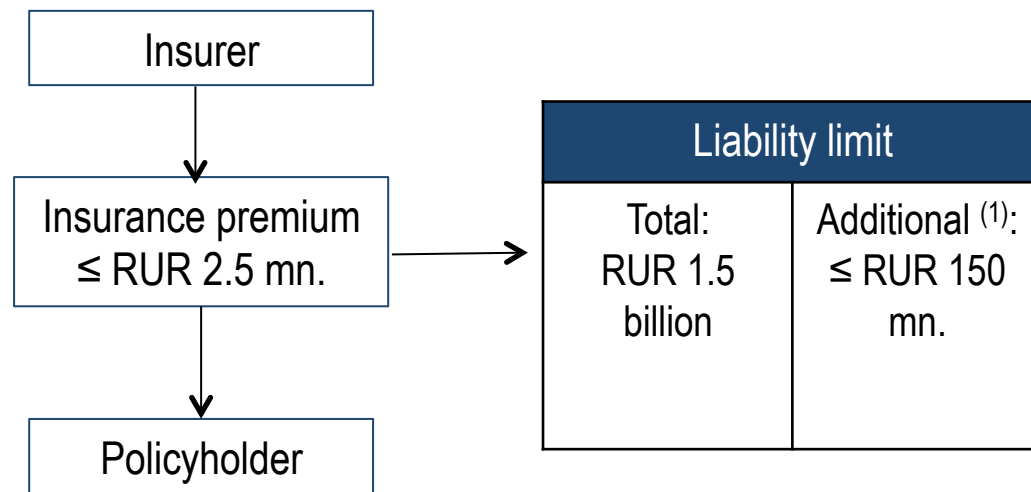 Insurer
Insurance premium
≤ RUR 2.5 mn.
Policyholder
Liability limit
Total:
RUR 1.5
billion
Additional (1):
≤ RUR 150
mn.